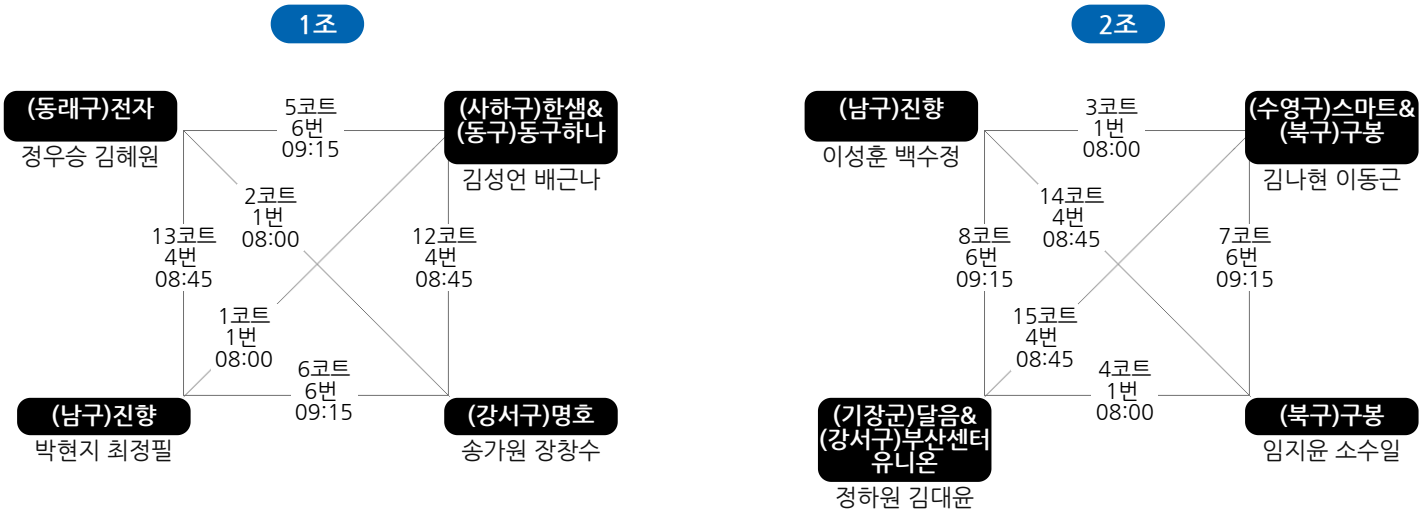 1조
(동래구)전자
정우승 김혜원
5코트
6번
09:15
(사하구)한샘&
(동구)동구하나
김성언 배근나
2코트
1번
08:00
13코트
4번
08:45
12코트
4번
08:45
1코트
1번
08:00
6코트
6번
09:15
(남구)진향
박현지 최정필
(강서구)명호
송가원 장창수
2조
(남구)진향
이성훈 백수정
3코트
1번
08:00
(수영구)스마트&
(북구)구봉
김나현 이동근
14코트
4번
08:45
8코트
6번
09:15
7코트
6번
09:15
15코트
4번
08:45
4코트
1번
08:00
(기장군)달음&
(강서구)부산센터
유니온
정하원 김대윤
(북구)구봉
임지윤 소수일